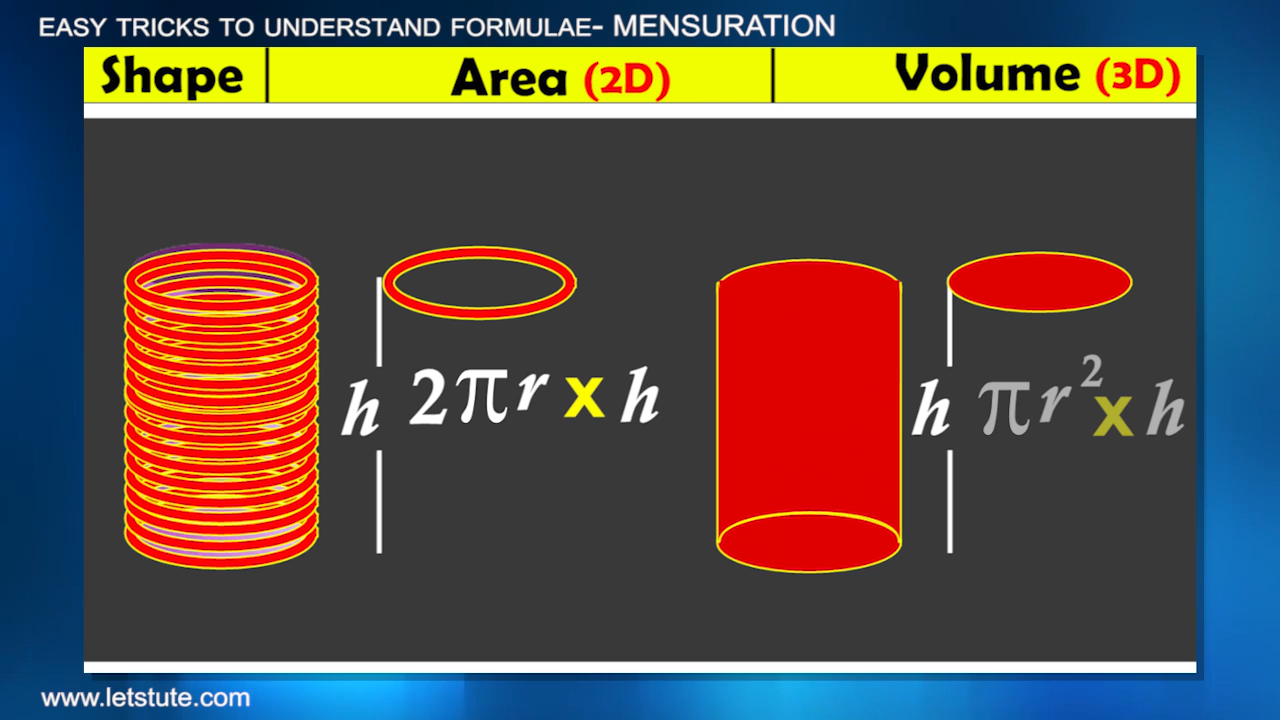 EASY TRICKS TO UNDERSTAND FORMULAE- MENSURATION
Shape Area (2D) Volume (3D)
h 2πr x h h πr² x h
www.letstute.com